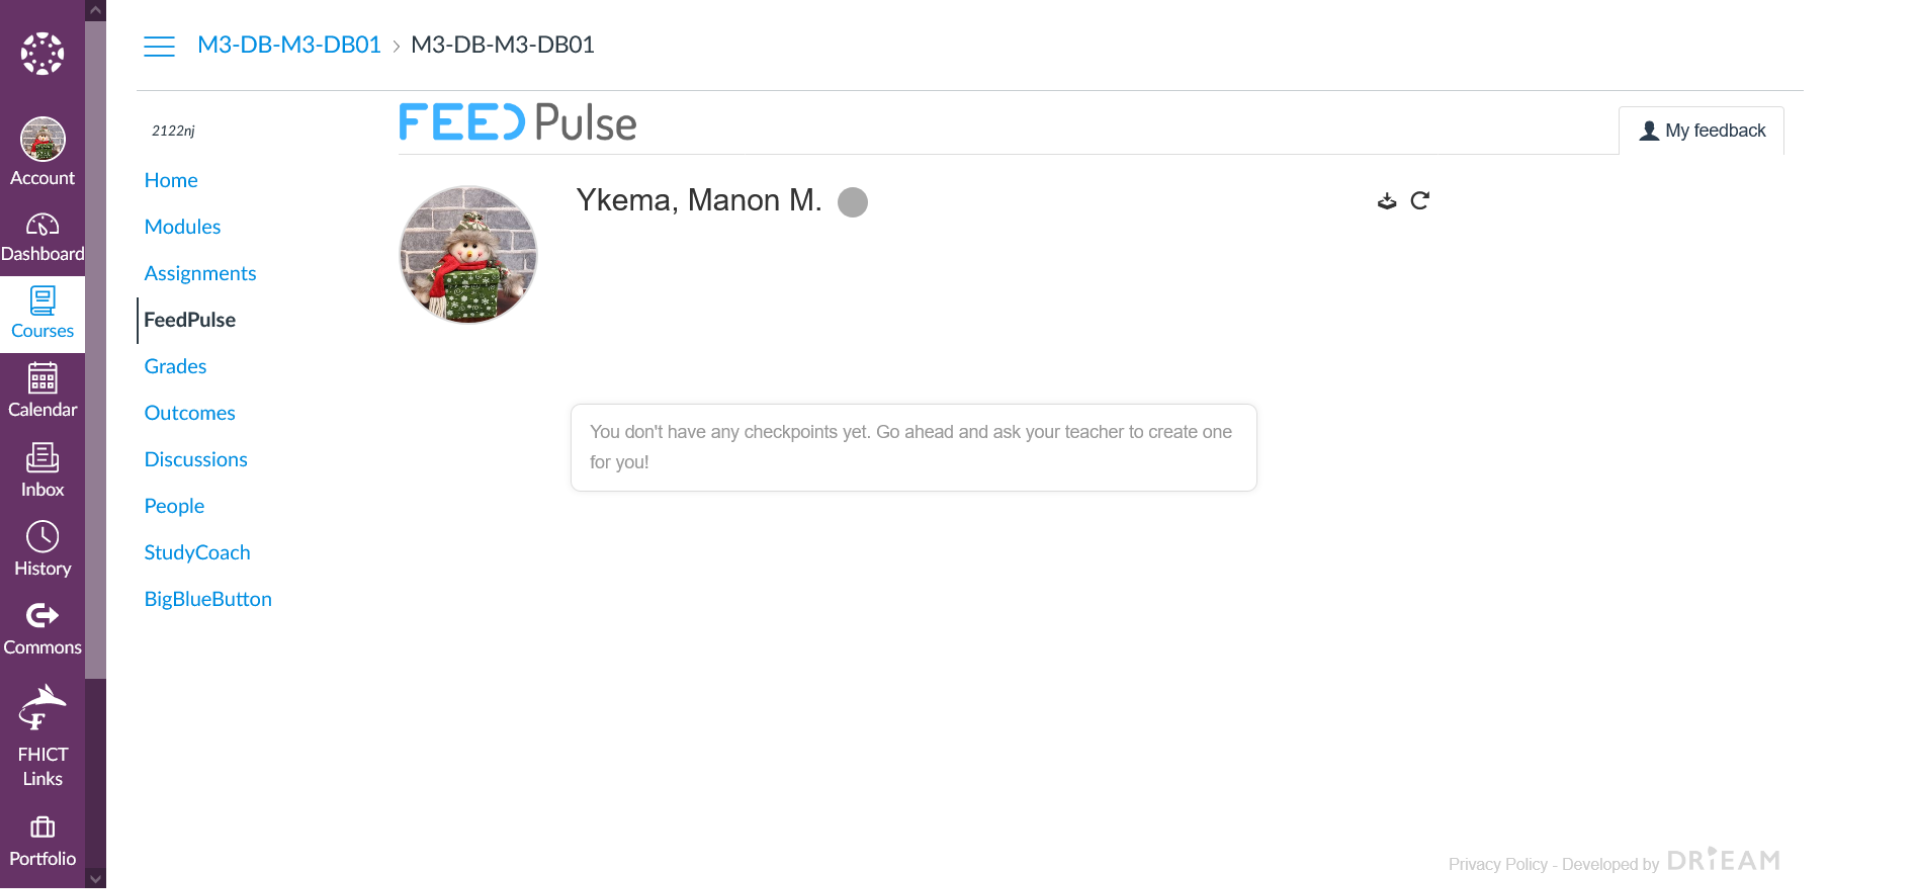 M3-DB-M3-DB01 › M3-DB-M3-DB01
Account
Dashboard
Courses
Calendar
Inbox
History
Commons
FHICT
Links
Portfolio
2122nj
Home
Modules
Assignments
FeedPulse
Grades
Outcomes
Discussions
People
StudyCoach
BigBlueButton
FEED Pulse
My feedback
Ykema, Manon M.
You don't have any checkpoints yet. Go ahead and ask your teacher to create one
for you!
Privacy Policy - Developed by DRIEAM